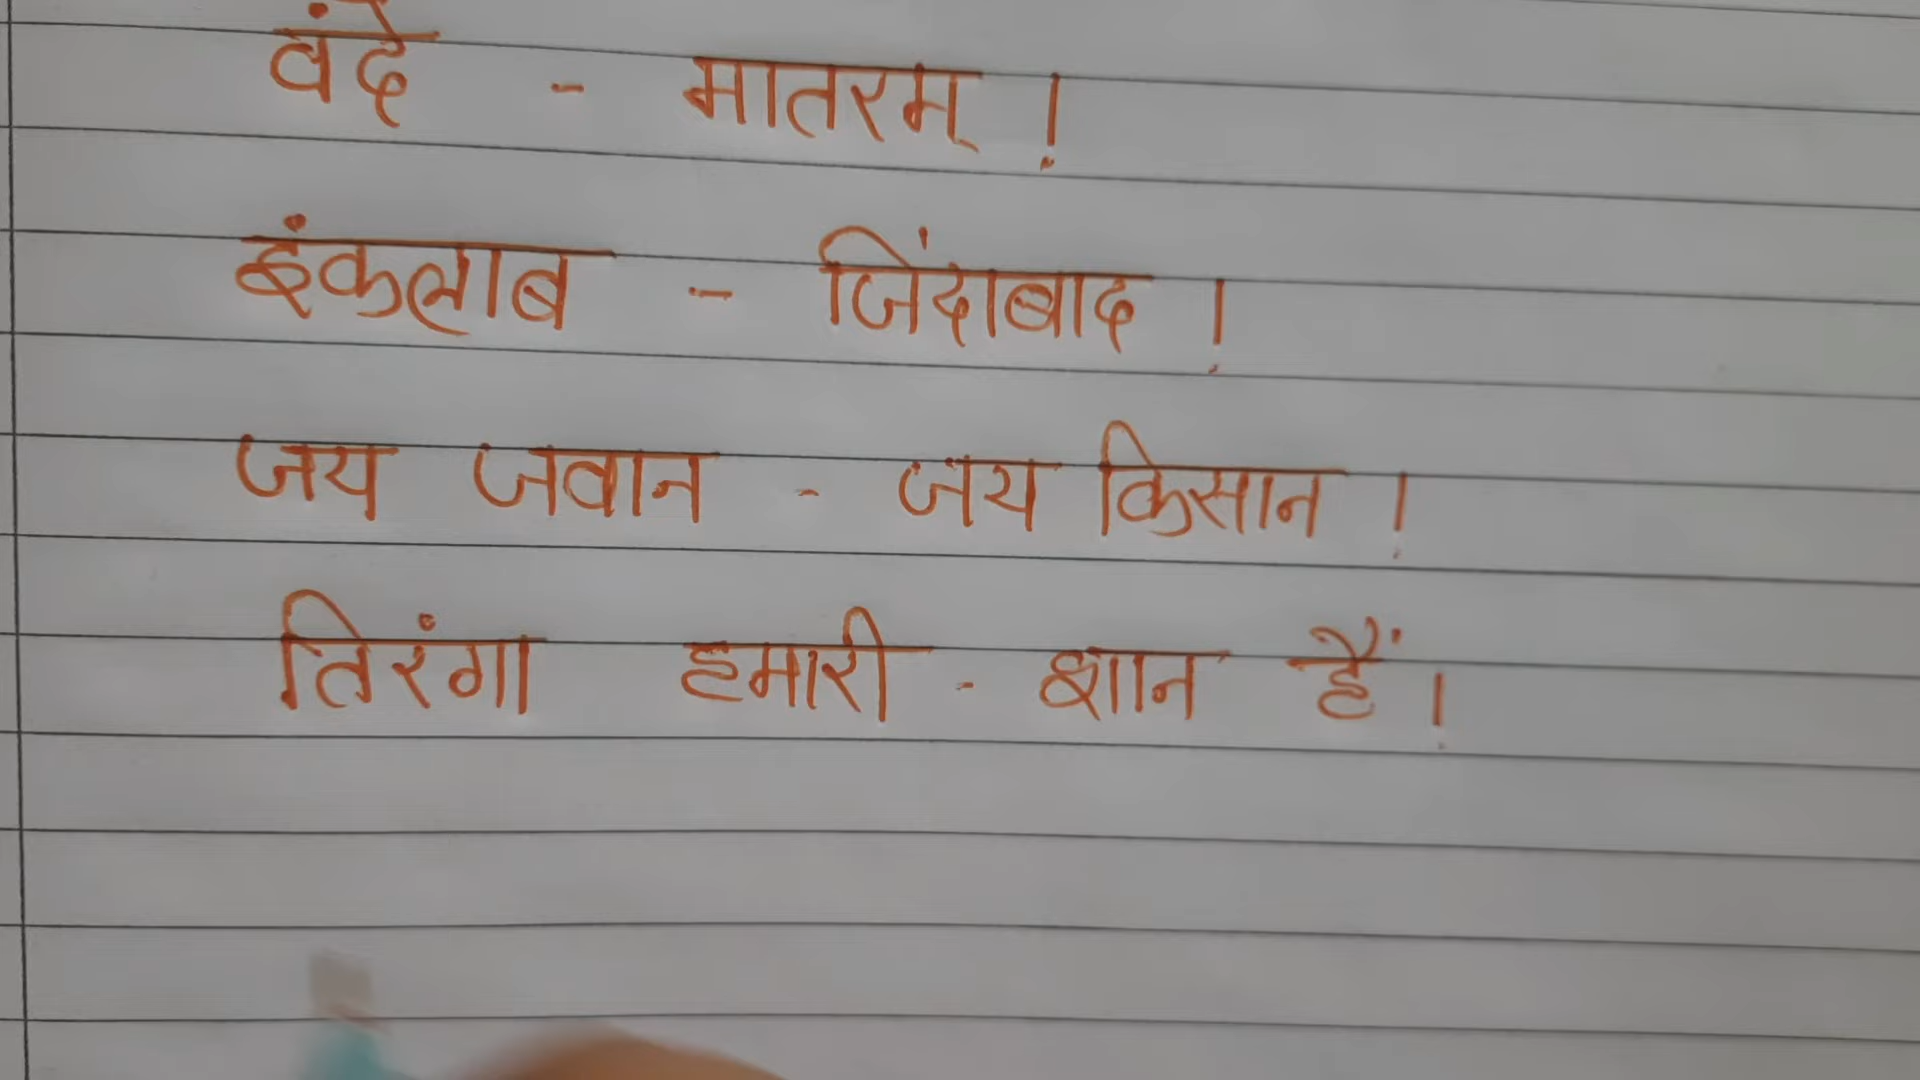 वंदे - मातरम् !
इंकलाब - जिंदाबाद !
जय जवान - जय किसान !
तिरंगा हमारी - शान हैं !